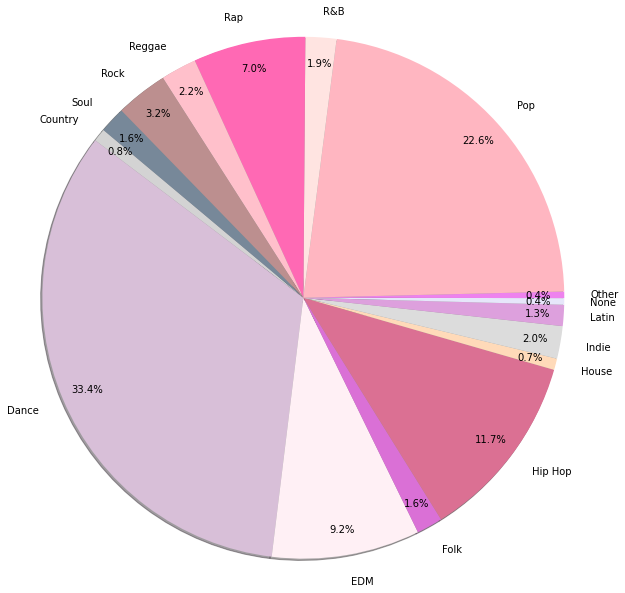 R&B
Rap
1.9%
7.0%
Reggae
2.2%
Rock
3.2%
Pop
22.6%
Soul
1.6%
Country
0.8%
Other
0.4%
None
0.4%
Latin
1.3%
Indie
2.0%
House
0.7%
Dance
33.4%
Hip Hop
11.7%
Folk
1.6%
EDM
9.2%